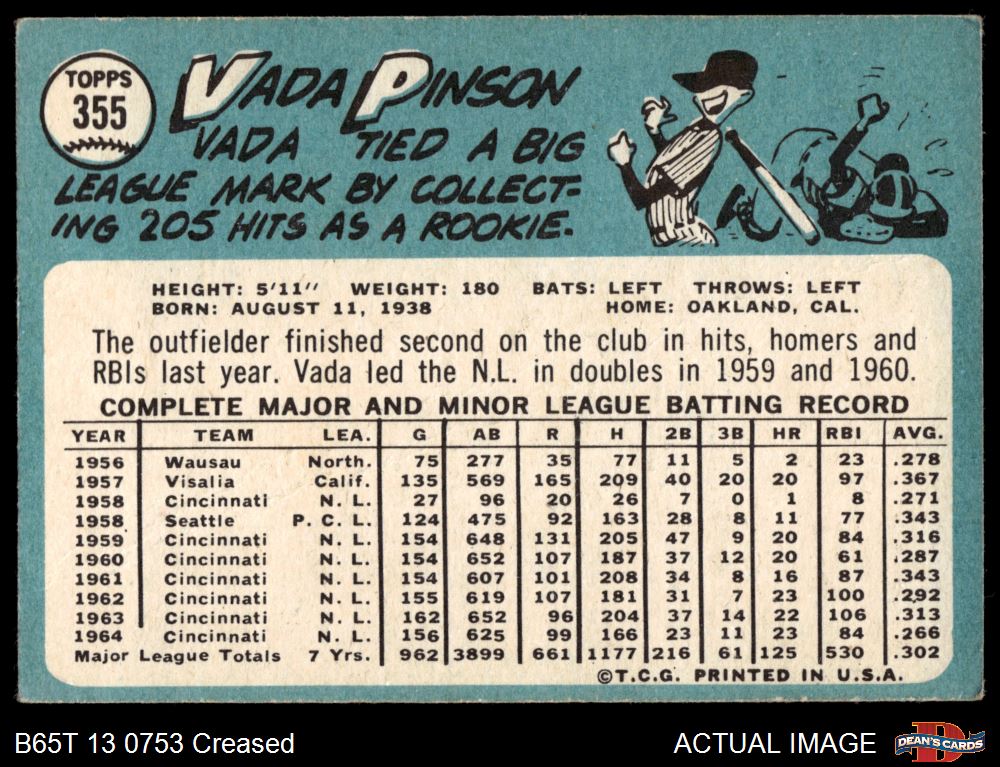 TOPPS
355
VADA PINSON
VADA TIED A BIG
LEAGUE MARK BY COLLECT-
ING 205 HITS AS A ROOKIE.
HEIGHT: 5'11" WEIGHT: 180 BATS: LEFT THROWS: LEFT
BORN: AUGUST 11, 1938 HOME: OAKLAND, CAL.
The outfielder finished second on the club in hits, homers and
RBIs last year. Vada led the N.L. in doubles in 1959 and 1960.
COMPLETE MAJOR AND MINOR LEAGUE BATTING RECORD
YEAR TEAM LEA. G AB R H 2B 3B HR RBI AVG.
1956 Wausau North. 75 277 35 77 11 5 2 23 .278
1957 Visalia Calif. 135 569 165 209 40 20 20 97 .367
1958 Cincinnati N. L. 27 96 20 26 7 0 1 8 .271
1958 Seattle P. C. L. 124 475 92 163 28 8 11 77 .343
1959 Cincinnati N. L. 154 648 131 205 47 9 20 84 .316
1960 Cincinnati N. L. 154 652 107 187 37 12 20 61 .287
1961 Cincinnati N. L. 154 607 101 208 34 8 16 87 .343
1962 Cincinnati N. L. 155 619 107 181 31 7 23 100 .292
1963 Cincinnati N. L. 162 652 96 204 37 14 22 106 .313
1964 Cincinnati N. L. 156 625 99 166 23 11 23 84 .266
Major League Totals 7 Yrs. 962 3899 661 1177 216 61 125 530 .302
©T.C.G. PRINTED IN U.S.A.
B65T 13 0753 Creased
ACTUAL IMAGE
DEAN'S CARDS